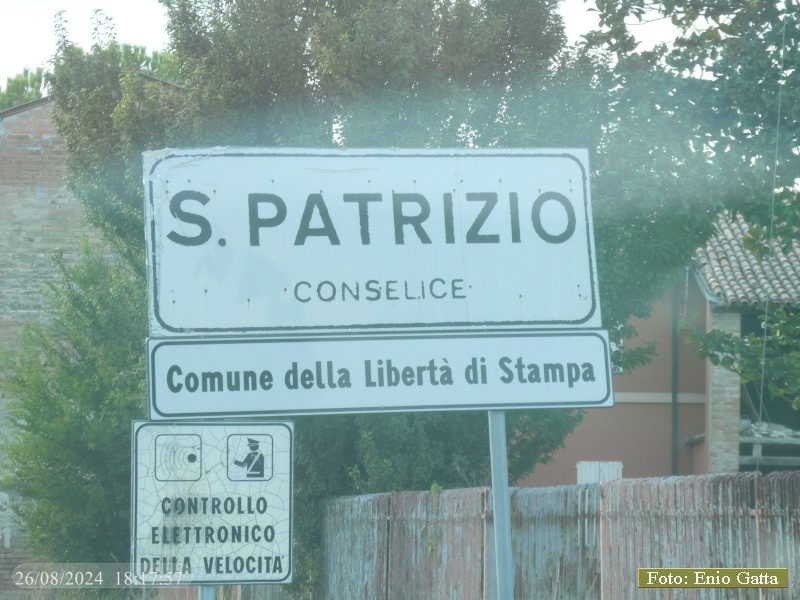 S. PATRIZIO
CONSELICE
Comune della Libertà di Stampa
CONTROLLO
ELETTRONICO
DELLA VELOCITA'
26/08/2024 18:17:57
Foto: Enio Gatta